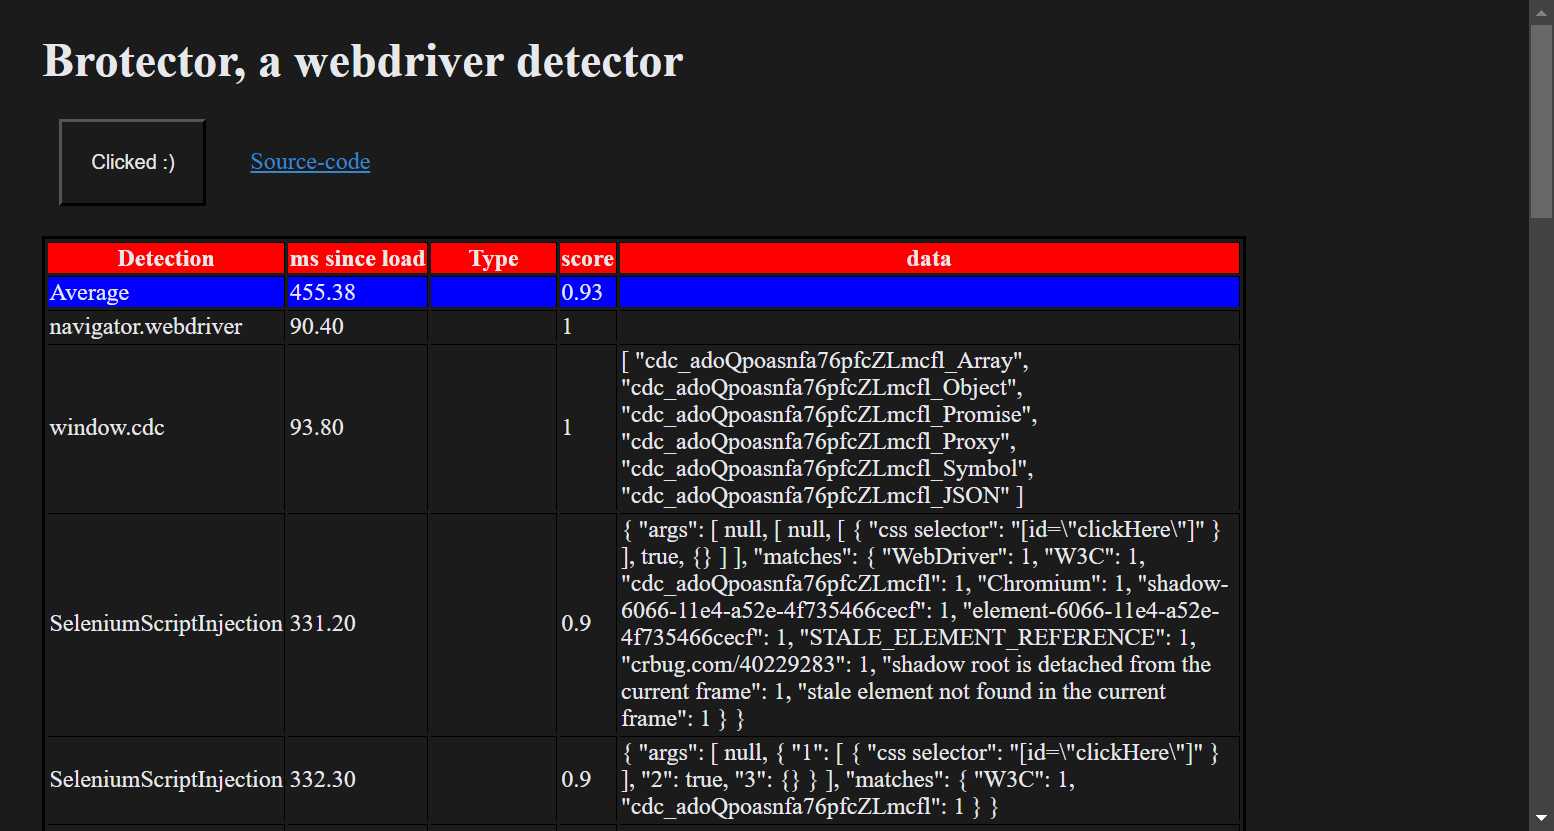 Brotector, a webdriver detector
Clicked :)
Source-code
Detection ms since load Type score data
Average 455.38 0.93
navigator.webdriver 90.40 1
window.cdc 93.80 1 [ "cdc_adoQpoasnfa76pfcZLmcfl_Array",
"cdc_adoQpoasnfa76pfcZLmcfl_Object",
"cdc_adoQpoasnfa76pfcZLmcfl_Promise",
"cdc_adoQpoasnfa76pfcZLmcfl_Proxy",
"cdc_adoQpoasnfa76pfcZLmcfl_Symbol",
"cdc_adoQpoasnfa76pfcZLmcfl_JSON" ]
SeleniumScriptInjection 331.20 0.9 { "args": [ null, [ null, [ { "css selector": "[id=\"clickHere\"]" }
], true, {} ] ], "matches": { "WebDriver": 1, "W3C": 1,
"cdc_adoQpoasnfa76pfcZLmcfl": 1, "Chromium": 1, "shadow-
6066-11e4-a52e-4f735466cecf": 1, "element-6066-11e4-a52e-
4f735466cecf": 1, "STALE_ELEMENT_REFERENCE": 1,
"crbug.com/40229283": 1, "shadow root is detached from the
current frame": 1, "stale element not found in the current
frame": 1 } }
SeleniumScriptInjection 332.30 0.9 { "args": [ null, { "1": [ { "css selector": "[id=\"clickHere\"]" }
], "2": true, "3": {} } ], "matches": { "W3C": 1,
"cdc_adoQpoasnfa76pfcZLmcfl": 1 } }